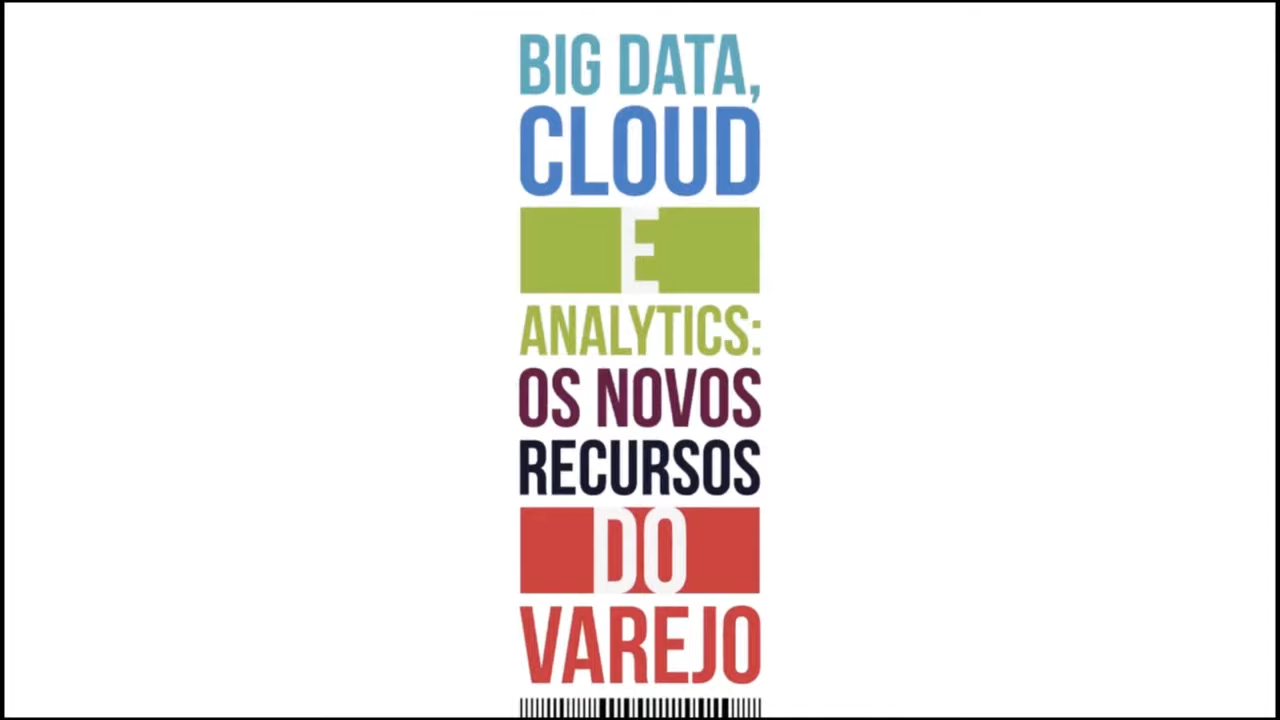 BIG DATA,
CLOUD
E
ANALYTICS:
OS NOVOS
RECURSOS
DO
VAREJO